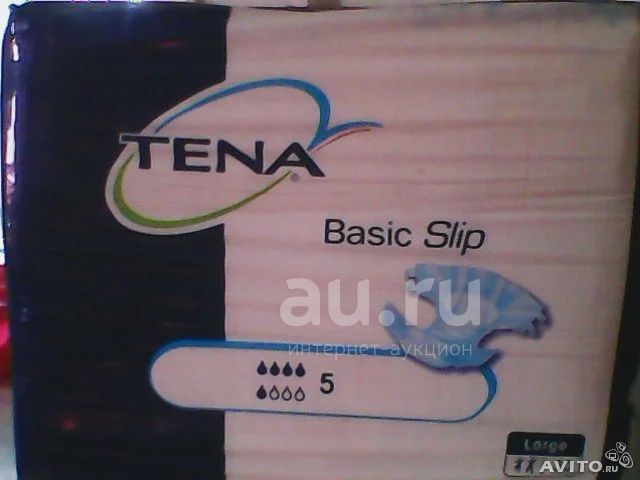 TENA®
Basic Slip
au.ru
интернет-аукцион
5
Large
AVITO.ru